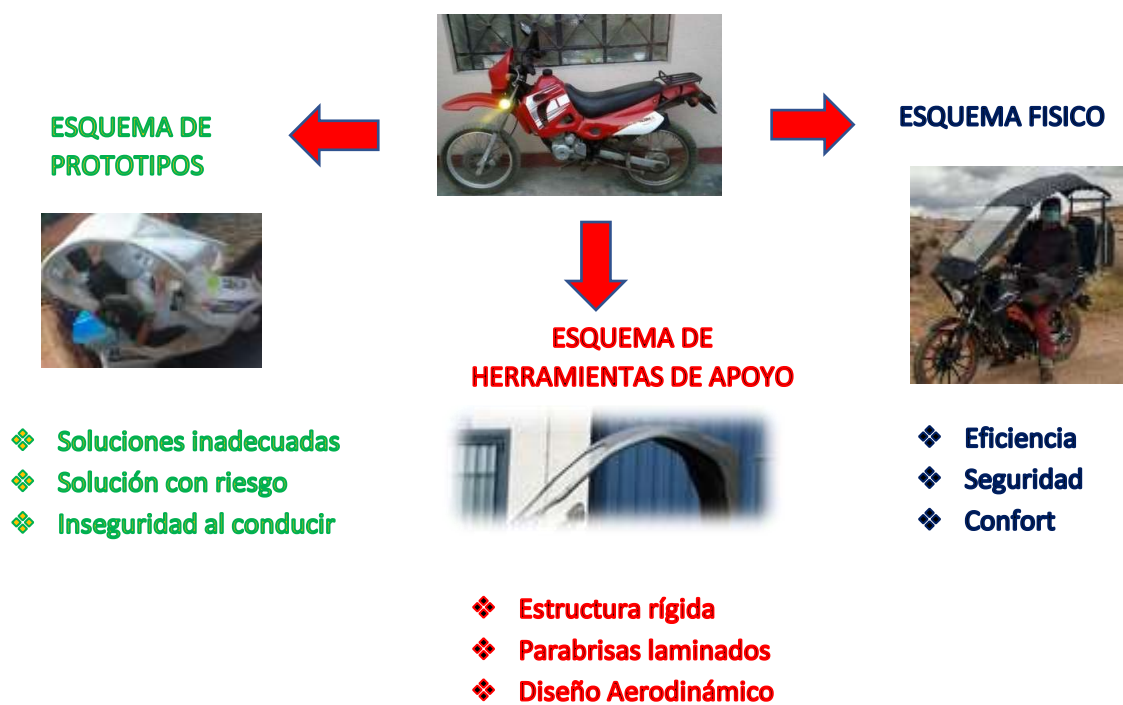 ESQUEMA DE
PROTOTIPOS
Soluciones inadecuadas
Solución con riesgo
Inseguridad al conducir
ESQUEMA DE
HERRAMIENTAS DE APOYO
Estructura rígida
Parabrisas laminados
Diseño Aerodinámico
ESQUEMA FISICO
Eficiencia
Seguridad
Confort